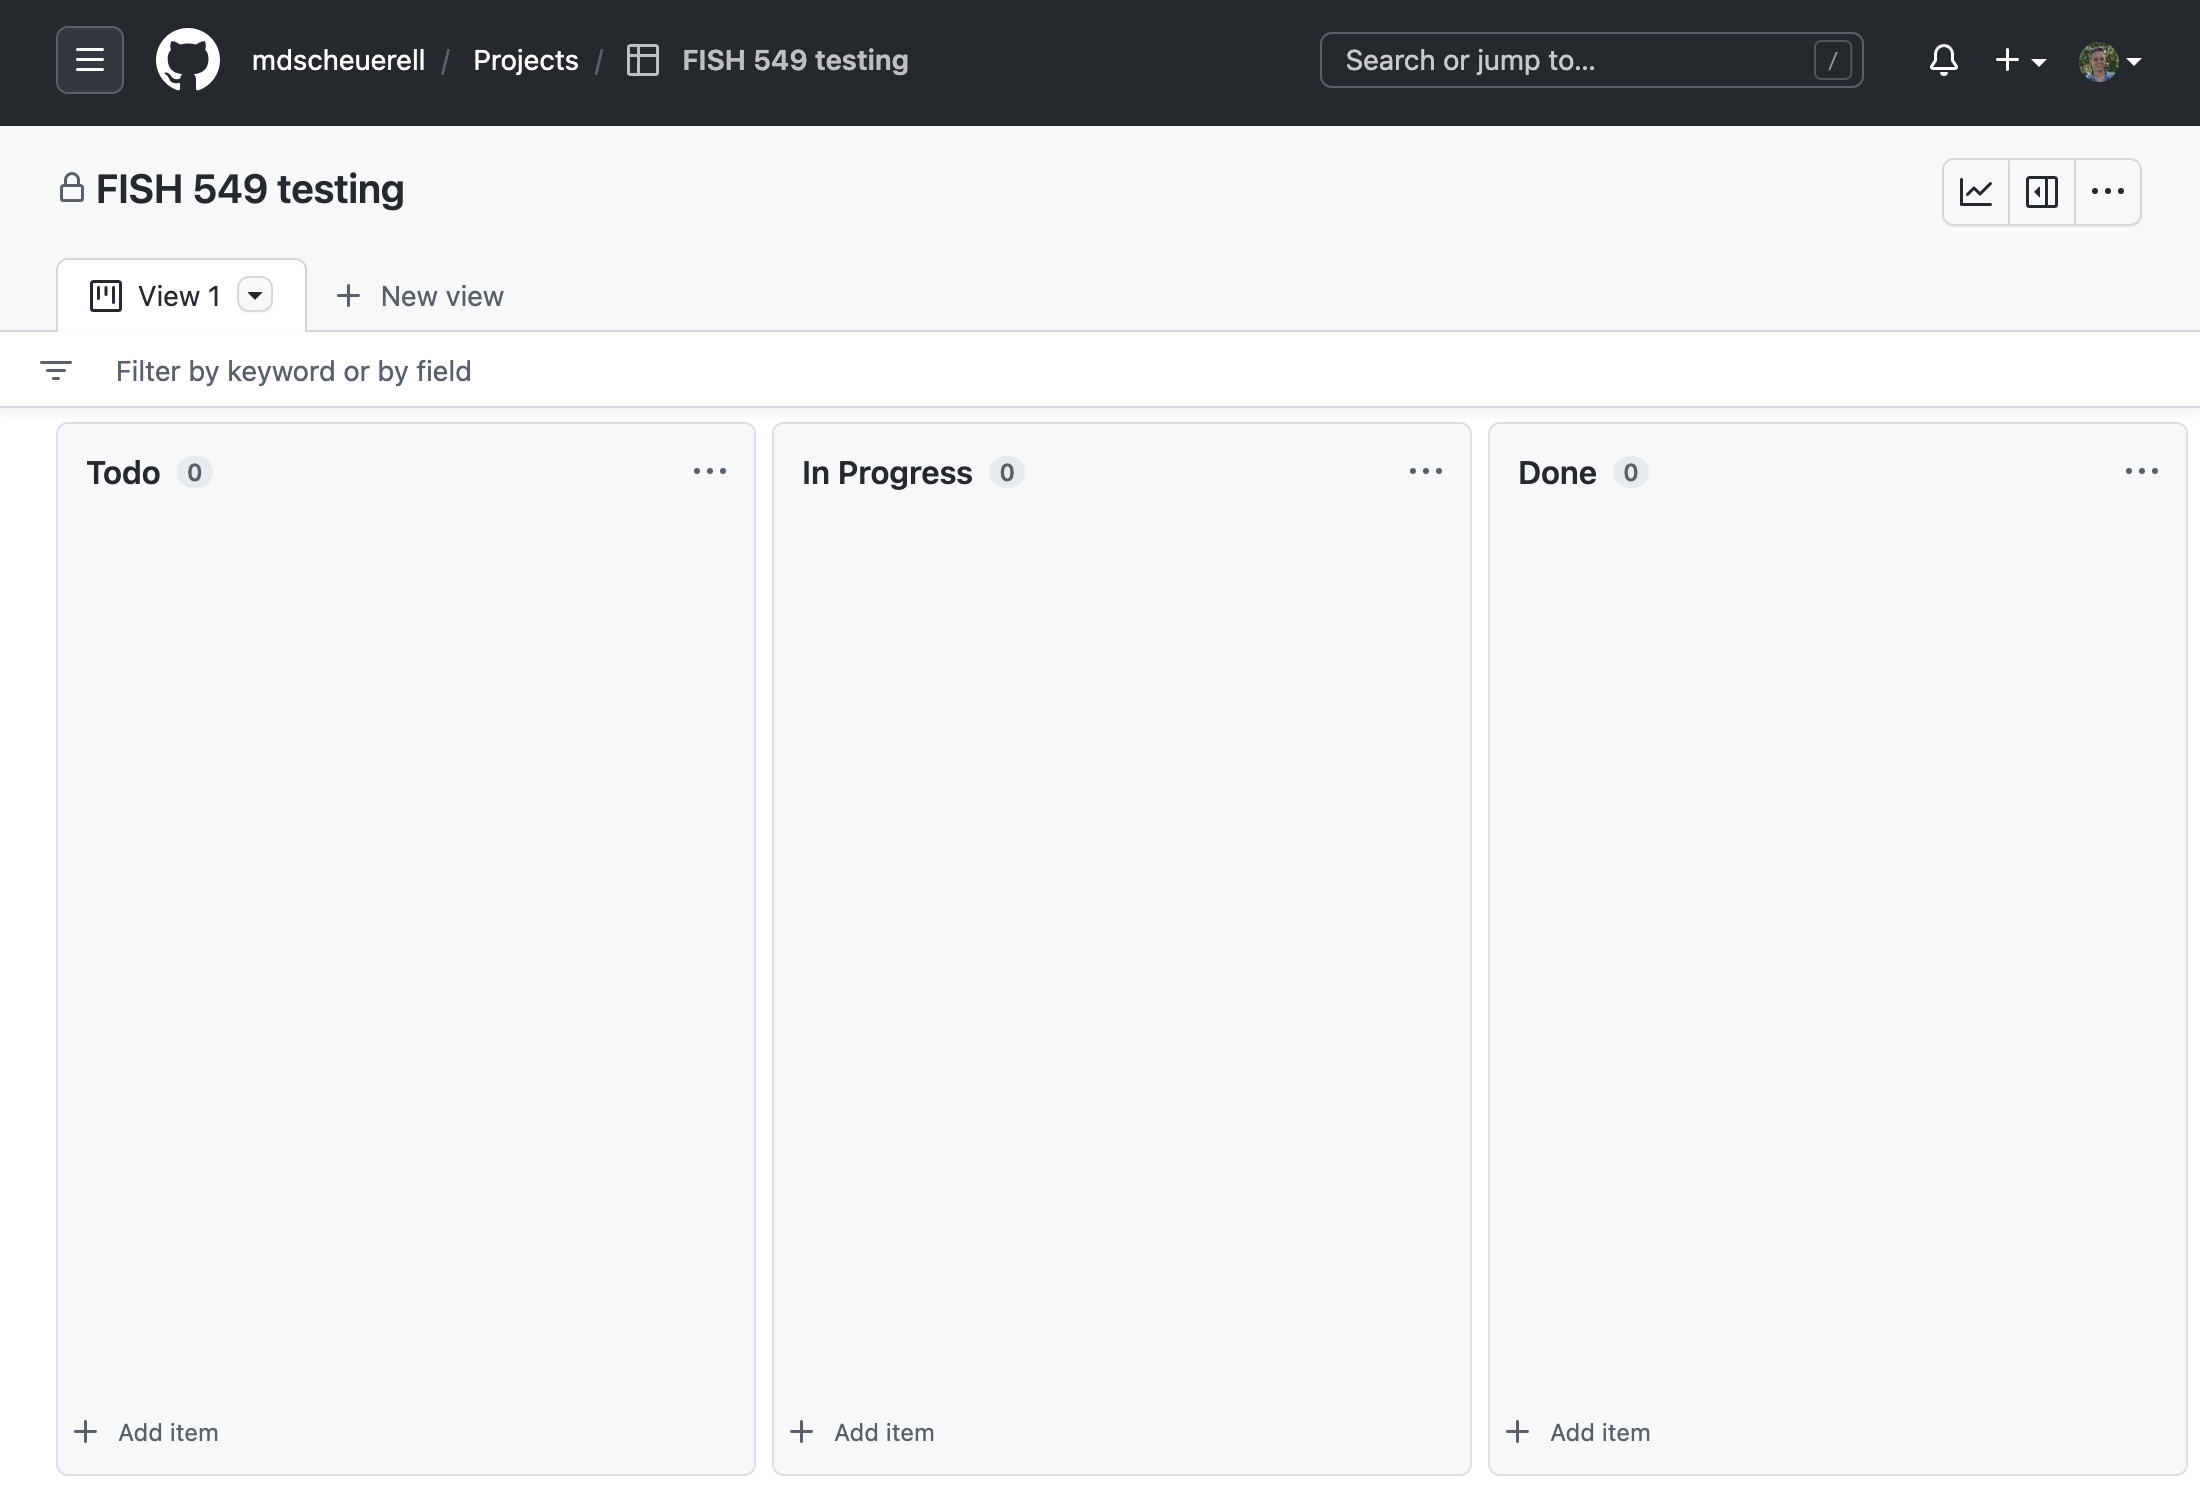 mdscheuerell / Projects / FISH 549 testing
Search or jump to... /
FISH 549 testing
View 1
New view
Filter by keyword or by field
Todo 0
In Progress 0
Done 0
Add item
Add item
Add item